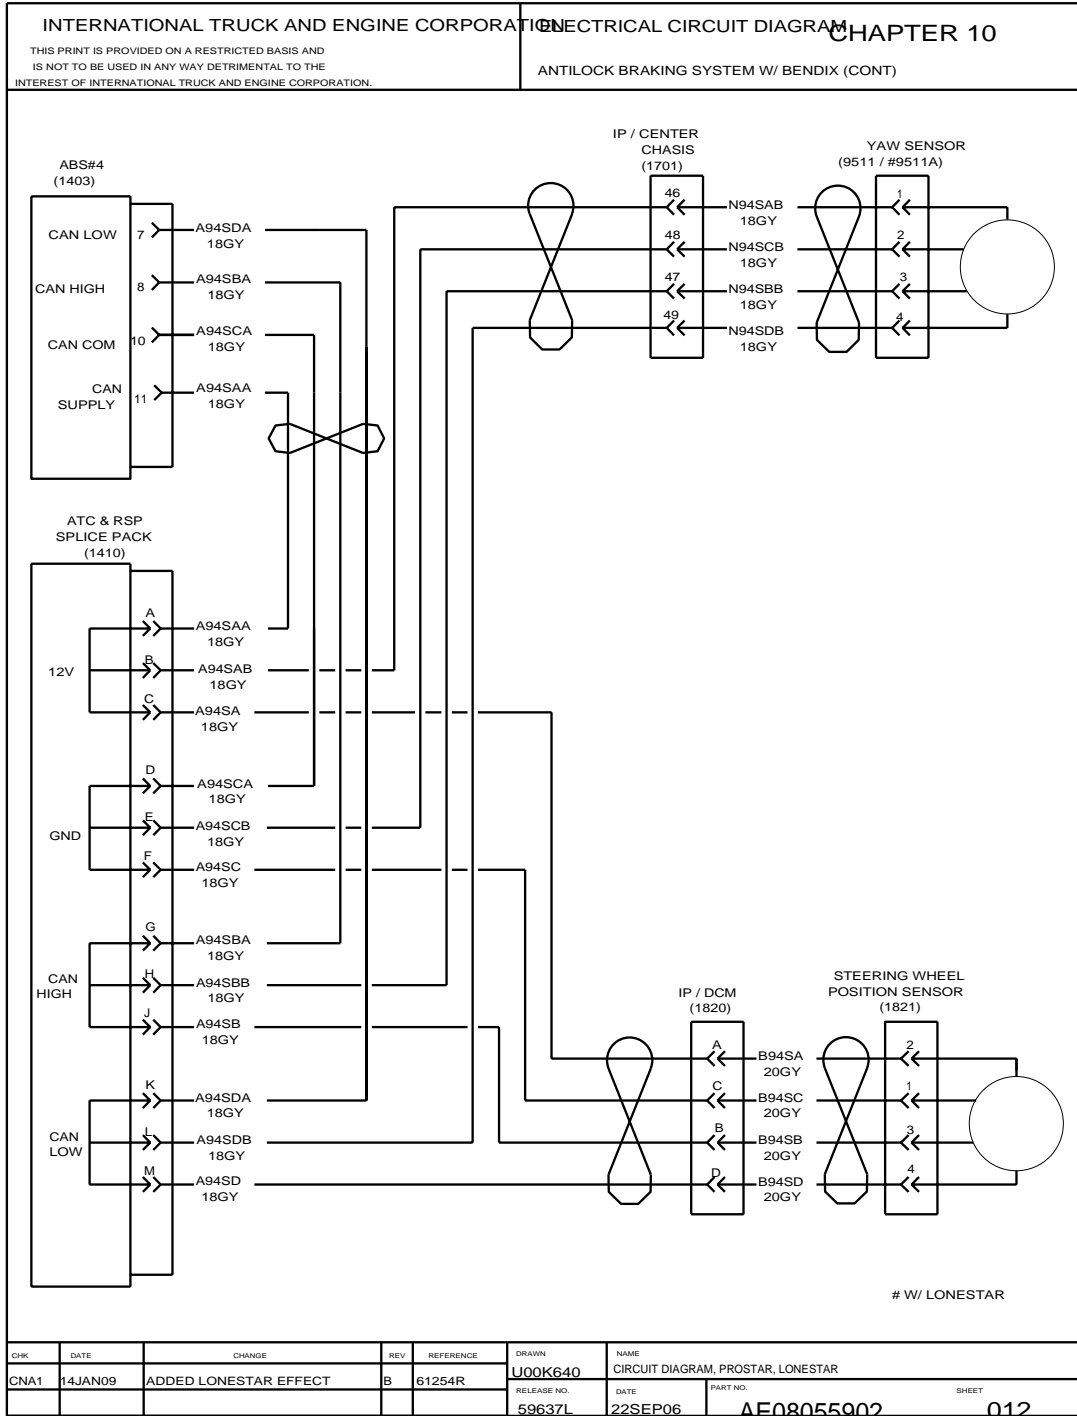 INTERNATIONAL TRUCK AND ENGINE CORPORATION
THIS PRINT IS PROVIDED ON A RESTRICTED BASIS AND
IS NOT TO BE USED IN ANY WAY DETRIMENTAL TO THE
INTEREST OF INTERNATIONAL TRUCK AND ENGINE CORPORATION.
ELECTRICAL CIRCUIT DIAGRAM
CHAPTER 10
ANTILOCK BRAKING SYSTEM W/ BENDIX (CONT)
ABS#4
(1403)
CAN LOW 7 A94SDA
18GY
CAN HIGH 8 A94SBA
18GY
CAN COM 10 A94SCA
18GY
CAN
SUPPLY 11 A94SAA
18GY
IP / CENTER
CHASIS
(1701)
YAW SENSOR
(9511 / #9511A)
46 N94SAB 1
18GY
48 N94SCB 2
18GY
47 N94SBB 3
18GY
49 N94SDB 4
18GY
ATC & RSP
SPLICE PACK
(1410)
12V
A A94SAA
18GY
B A94SAB
18GY
C A94SA
18GY
GND
D A94SCA
18GY
E A94SCB
18GY
F A94SC
18GY
CAN
HIGH
G A94SBA
18GY
H A94SBB
18GY
J A94SB
18GY
CAN
LOW
K A94SDA
18GY
L A94SDB
18GY
M A94SD
18GY
IP / DCM
(1820)
STEERING WHEEL
POSITION SENSOR
(1821)
A B94SA 2
20GY
C B94SC 1
20GY
B B94SB 3
20GY
D B94SD 4
20GY
# W/ LONESTAR
CHK DATE CHANGE REV REFERENCE
CNA1 14JAN09 ADDED LONESTAR EFFECT B 61254R
DRAWN
U00K640
NAME
CIRCUIT DIAGRAM, PROSTAR, LONESTAR
RELEASE NO.
59637L
DATE
22SEP06
PART NO.
AE08055902
SHEET
012